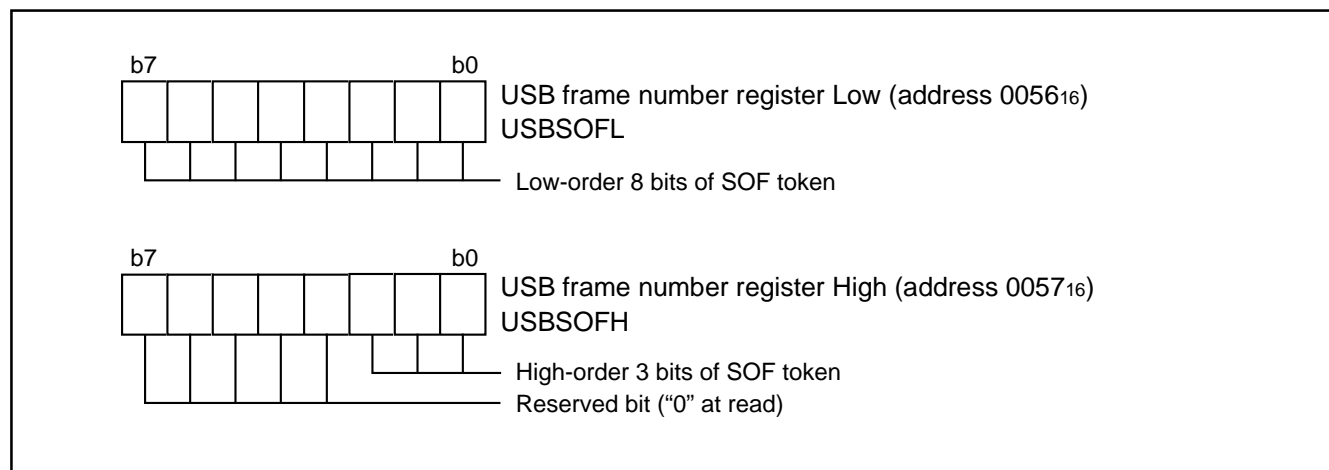 b7 b0
USB frame number register Low (address 0056₁₆)
USBSOFL
Low-order 8 bits of SOF token
b7 b0
USB frame number register High (address 0057₁₆)
USBSOFH
High-order 3 bits of SOF token
Reserved bit (“0” at read)